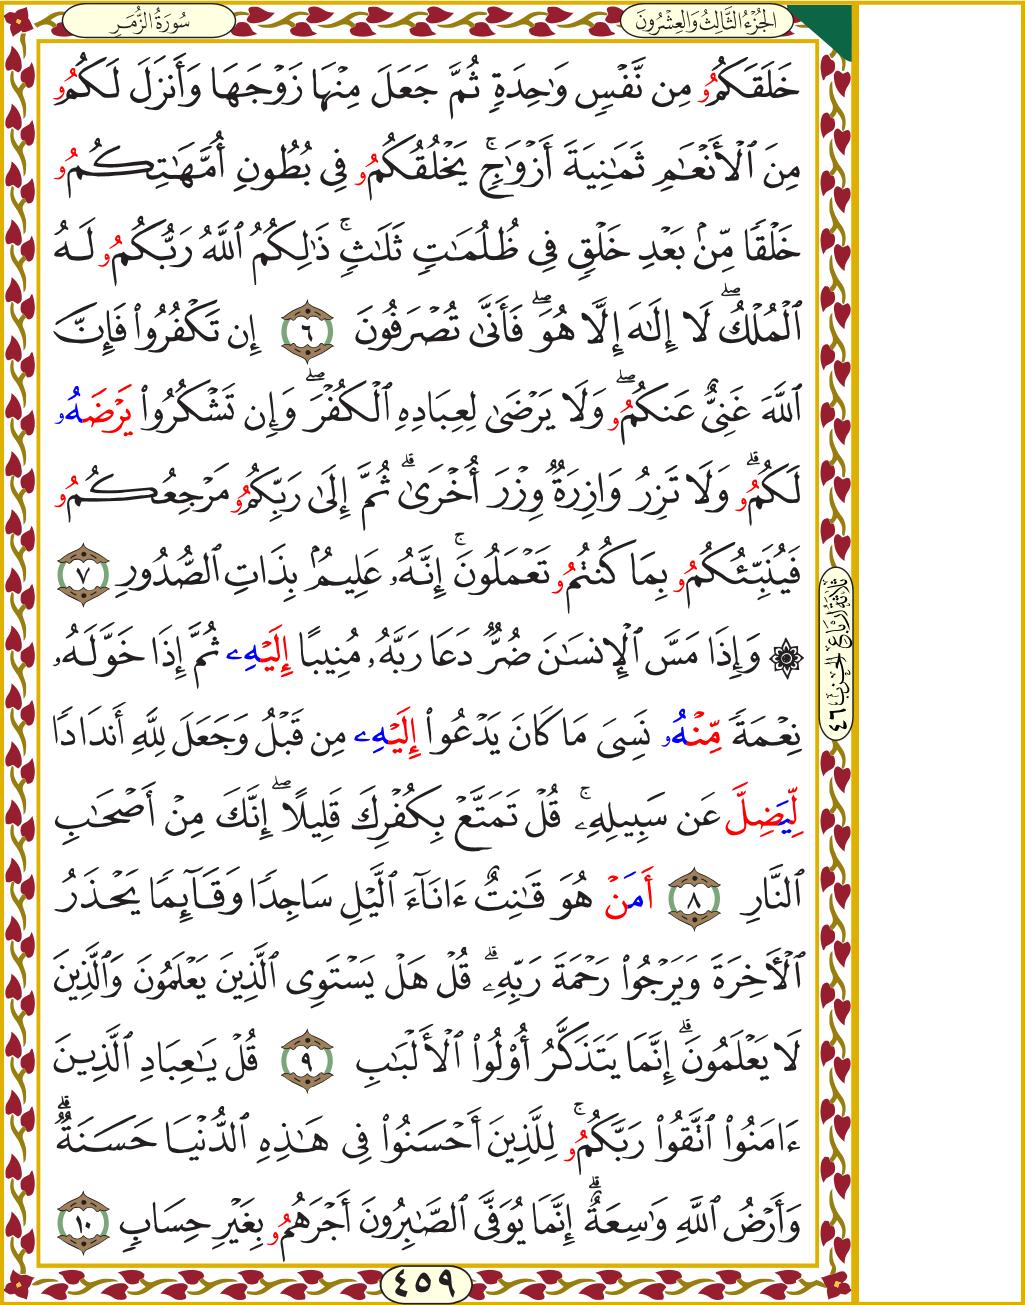 سُورَةُ الزُّمَرِ
الجُزْءُ الثَّالِثُ وَالعِشْرُونَ
خَلَقَكُمُۥ مِن نَّفْسٍ وَٰحِدَةٍ ثُمَّ جَعَلَ مِنْهَا زَوْجَهَا وَأَنزَلَ لَكُمُۥ
مِنَ ٱلْأَنْعَٰمِ ثَمَٰنِيَةَ أَزْوَٰجٍۚ يَخْلُقُكُمُۥ فِى بُطُونِ أُمَّهَٰتِكُمُۥ
خَلْقًا مِّنۢ بَعْدِ خَلْقٍ فِى ظُلُمَٰتٍ ثَلَٰثٍۚ ذَٰلِكُمُ ٱللَّهُ رَبُّكُمُۥ لَهُ
ٱلْمُلْكُۖ لَا إِلَٰهَ إِلَّا هُوَۖ فَأَنَّىٰ تُصْرَفُونَ ٦ إِن تَكْفُرُوا۟ فَإِنَّ
ٱللَّهَ غَنِىٌّ عَنكُمُۥۖ وَلَا يَرْضَىٰ لِعِبَادِهِ ٱلْكُفْرَۖ وَإِن تَشْكُرُوا۟ يَرْضَهُۥ
لَكُمُۥۗ وَلَا تَزِرُ وَازِرَةٌ وِزْرَ أُخْرَىٰۗ ثُمَّ إِلَىٰ رَبِّكُمُۥ مَرْجِعُكُمُۥ
فَيُنَبِّئُكُمُۥ بِمَا كُنتُمُۥ تَعْمَلُونَۚ إِنَّهُۥ عَلِيمٌۢ بِذَاتِ ٱلصُّدُورِ ٧
۞ وَإِذَا مَسَّ ٱلْإِنسَٰنَ ضُرٌّ دَعَا رَبَّهُۥ مُنِيبًا إِلَيْهِۦ ثُمَّ إِذَا خَوَّلَهُۥ
نِعْمَةً مِّنْهُۥ نَسِىَ مَا كَانَ يَدْعُوٓا۟ إِلَيْهِۦ مِن قَبْلُ وَجَعَلَ لِلَّهِ أَندَادًا
لِّيَضِلَّ عَن سَبِيلِهِۦۚ قُلْ تَمَتَّعْ بِكُفْرِكَ قَلِيلًاۖ إِنَّكَ مِنْ أَصْحَٰبِ
ٱلنَّارِ ٨ أَمَنْ هُوَ قَٰنِتٌ ءَانَآءَ ٱلَّيْلِ سَاجِدًا وَقَآئِمًا يَحْذَرُ
ٱلْأَخِرَةَ وَيَرْجُوا۟ رَحْمَةَ رَبِّهِۦۗ قُلْ هَلْ يَسْتَوِى ٱلَّذِينَ يَعْلَمُونَ وَٱلَّذِينَ
لَا يَعْلَمُونَۗ إِنَّمَا يَتَذَكَّرُ أُو۟لُوا۟ ٱلْأَلْبَٰبِ ٩ قُلْ يَٰعِبَادِ ٱلَّذِينَ
ءَامَنُوا۟ ٱتَّقُوا۟ رَبَّكُمُۥۚ لِلَّذِينَ أَحْسَنُوا۟ فِى هَٰذِهِ ٱلدُّنْيَا حَسَنَةٌۗ
وَأَرْضُ ٱللَّهِ وَٰسِعَةٌۗ إِنَّمَا يُوَفَّى ٱلصَّٰبِرُونَ أَجْرَهُمُۥ بِغَيْرِ حِسَابٍ ١٠
ثلاثة أرباع الحزب ٤٦
٤٥٩